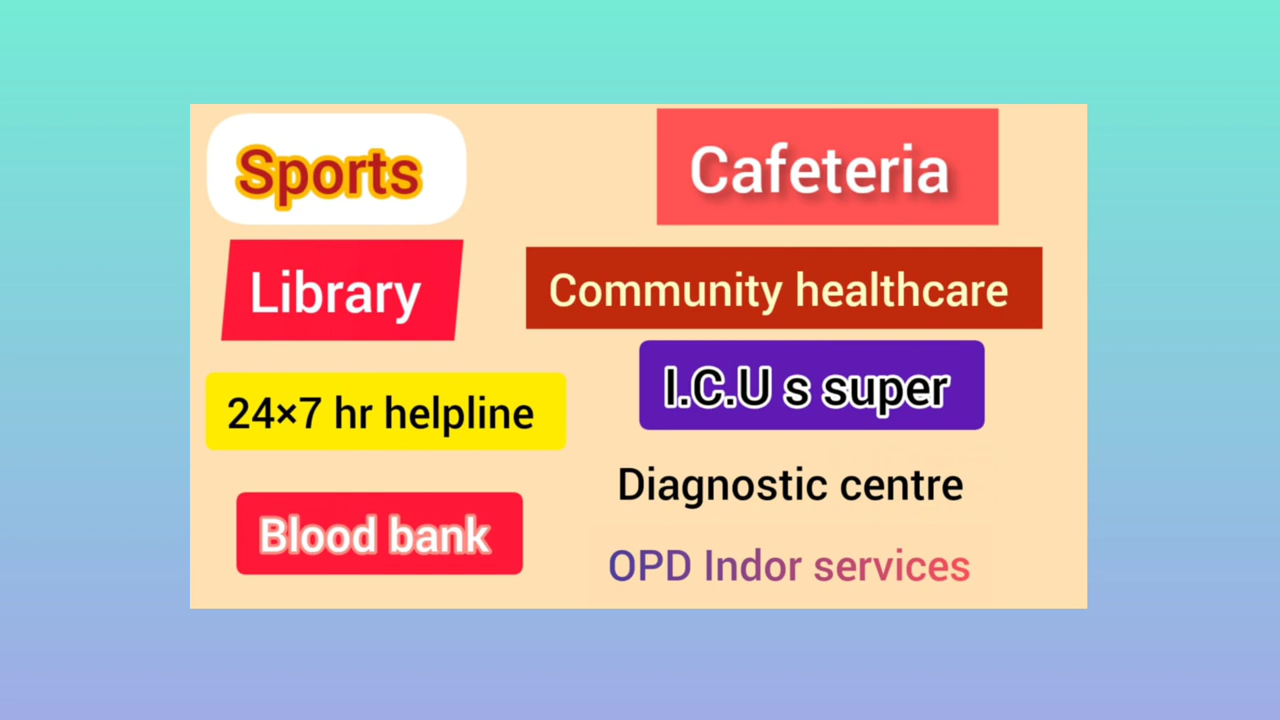 Sports
Cafeteria
Library
Community healthcare
I.C.U s super
24×7 hr helpline
Diagnostic centre
Blood bank
OPD Indor services